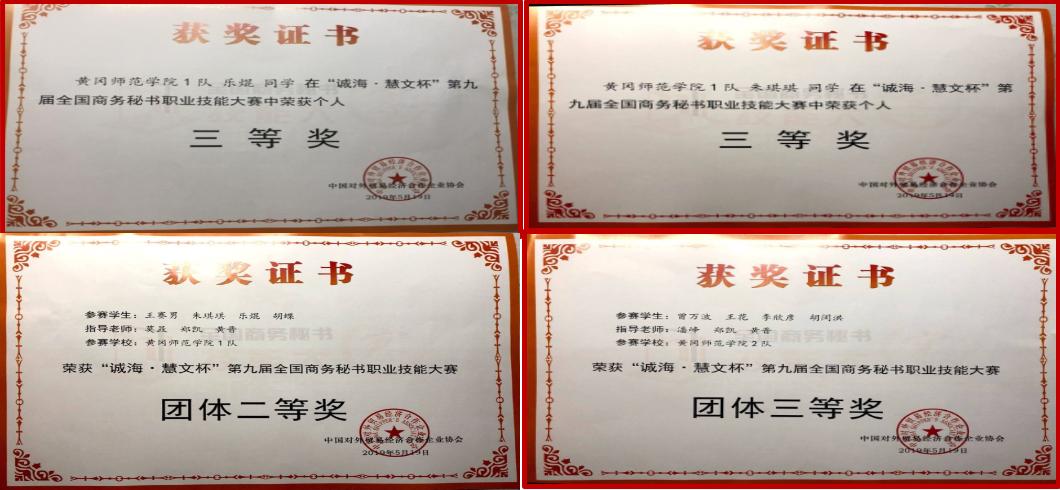 获奖证书
黄冈师范学院1队 乐焜 同学 在“诚海·慧文杯”第九
届全国商务秘书职业技能大赛中荣获个人
三等奖
中国对外贸易经济合作企业协会
2019年5月19日
获奖证书
黄冈师范学院1队 朱琪琪 同学 在“诚海·慧文杯”第
九届全国商务秘书职业技能大赛中荣获个人
三等奖
中国对外贸易经济合作企业协会
2019年5月19日
获奖证书
参赛学生：王赛男 朱琪琪 乐焜 胡蝶
指导老师：莫磊 郑凯 黄晋
参赛学校：黄冈师范学院1队
荣获“诚海·慧文杯”第九届全国商务秘书职业技能大赛
团体二等奖
中国对外贸易经济合作企业协会
2019年5月19日
获奖证书
参赛学生：曾万波 王花 李欣彦 胡闵淇
指导老师：潘峰 郑凯 黄晋
参赛学校：黄冈师范学院2队
荣获“诚海·慧文杯”第九届全国商务秘书职业技能大赛
团体三等奖
中国对外贸易经济合作企业协会
2019年5月19日